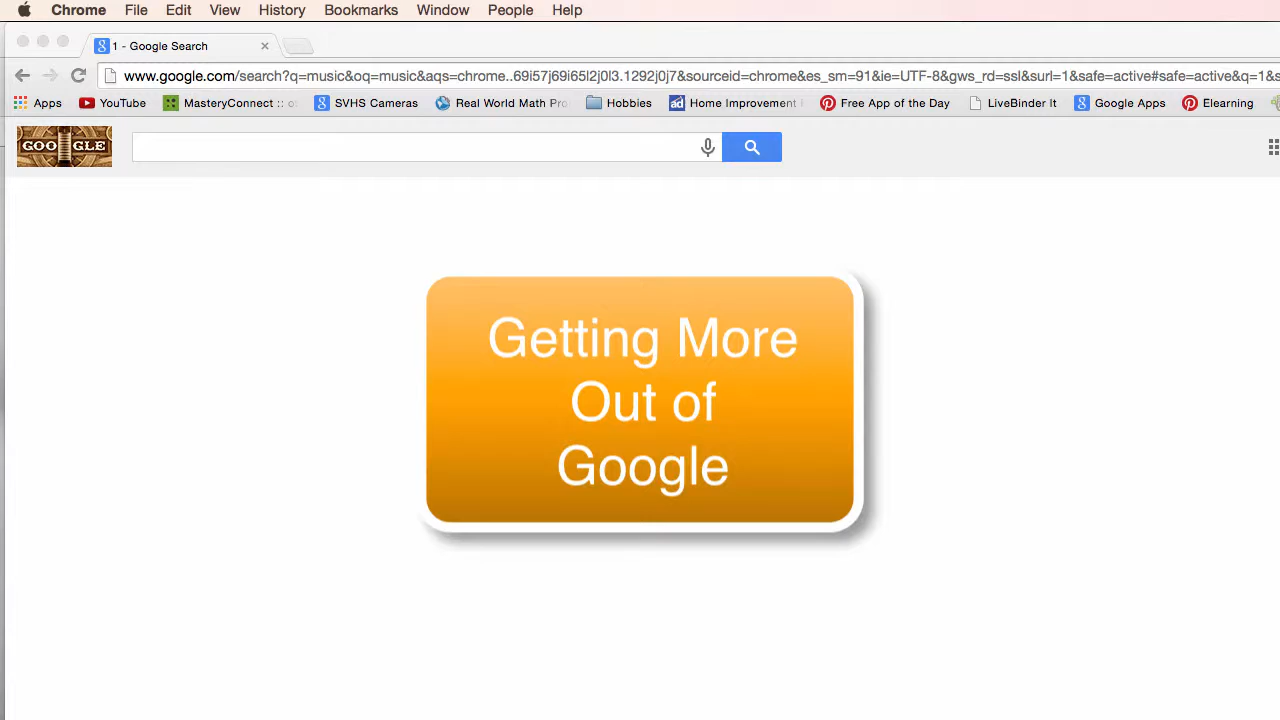 Chrome File Edit View History Bookmarks Window People Help
1 - Google Search
www.google.com/search?q=music&oq=music&aqs=chrome..69i57j69i65l2j0l3.1292j0j7&sourceid=chrome&es_sm=91&ie=UTF-8&gws_rd=ssl&surl=1&safe=active#safe=active&q=1&s
Apps YouTube MasteryConnect :: SVHS Cameras Real World Math Hobbies Home Improvement Free App of the Day LiveBinder It Google Apps Elearning
GOOGLE
Getting More
Out of
Google